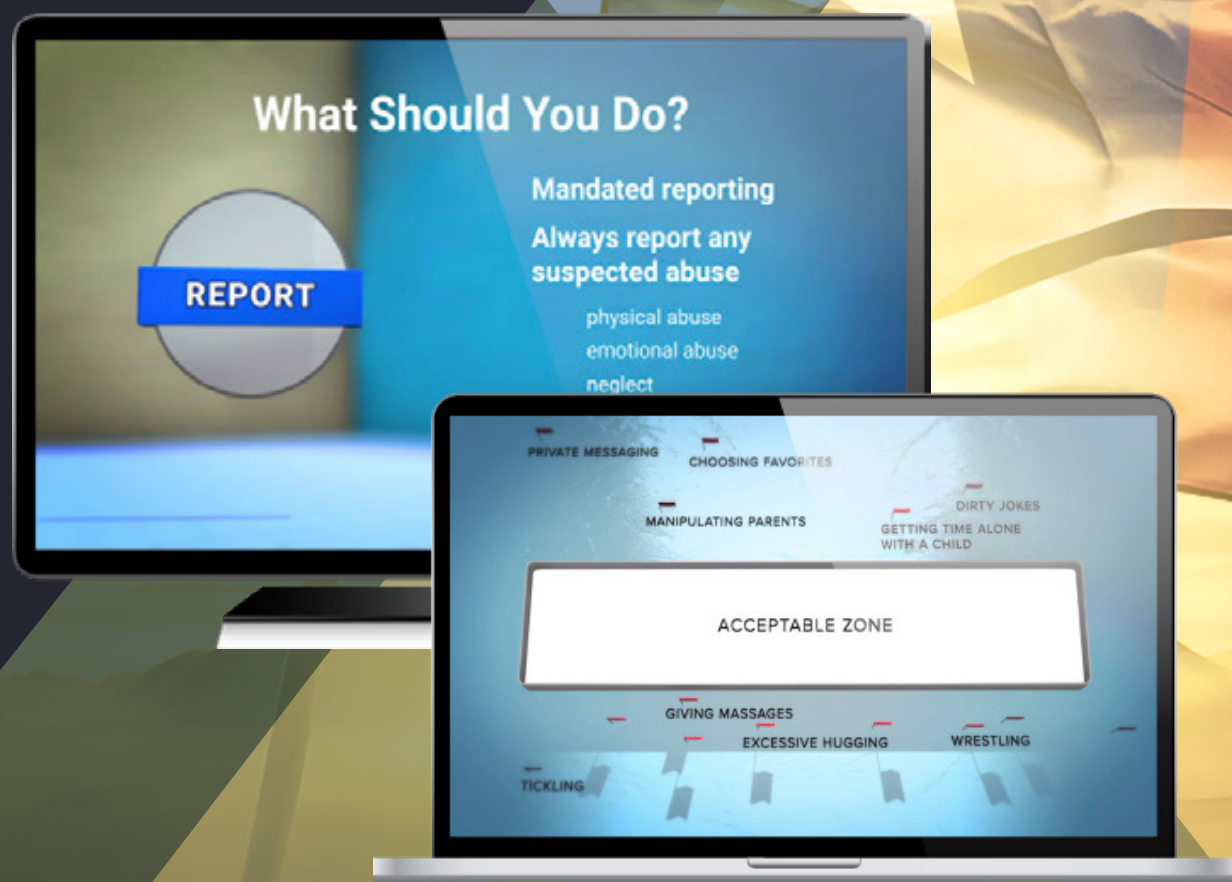 What Should You Do?
REPORT
Mandated reporting
Always report any
suspected abuse
physical abuse
emotional abuse
neglect
PRIVATE MESSAGING
CHOOSING FAVORITES
MANIPULATING PARENTS
DIRTY JOKES
GETTING TIME ALONE
WITH A CHILD
ACCEPTABLE ZONE
GIVING MASSAGES
EXCESSIVE HUGGING
WRESTLING
TICKLING